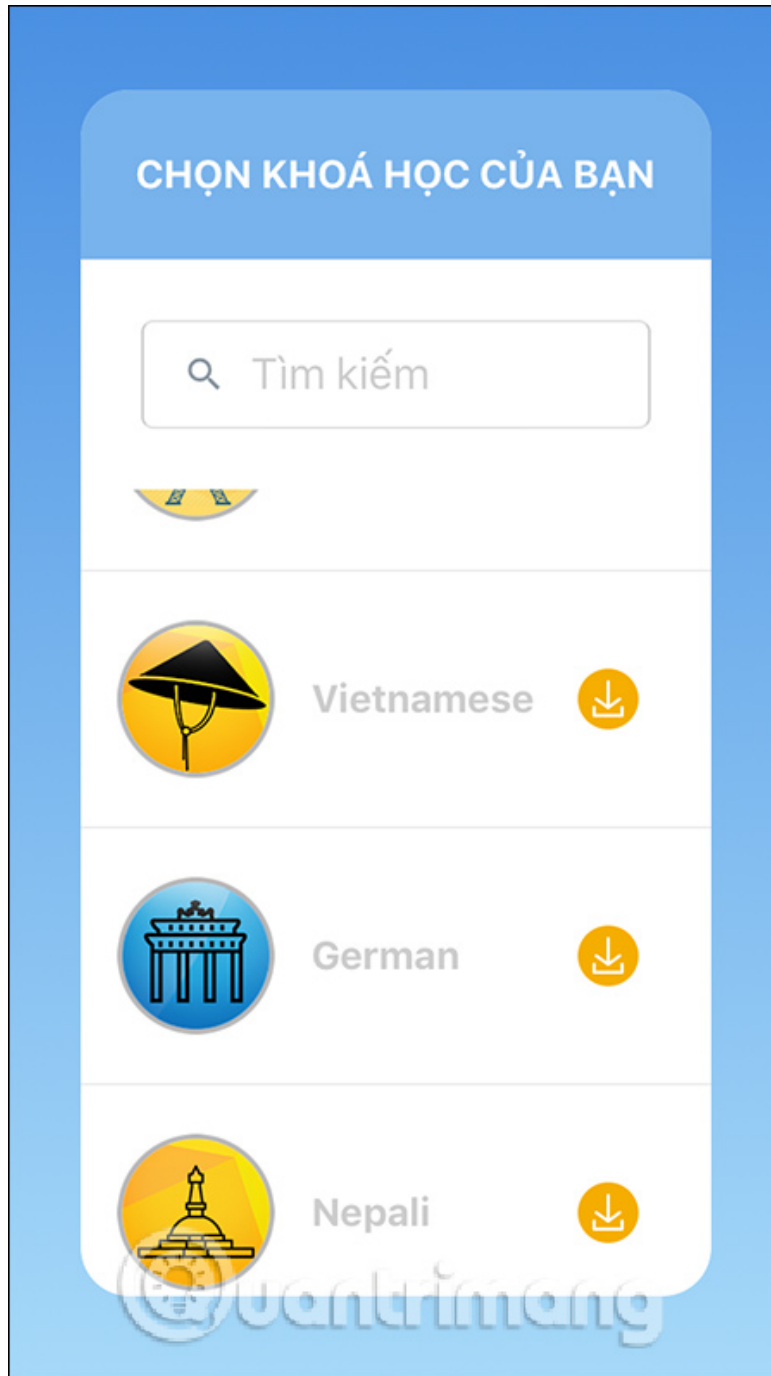 CHỌN KHOÁ HỌC CỦA BẠN
Tìm kiếm
Vietnamese
German
Nepali
Quantrimang